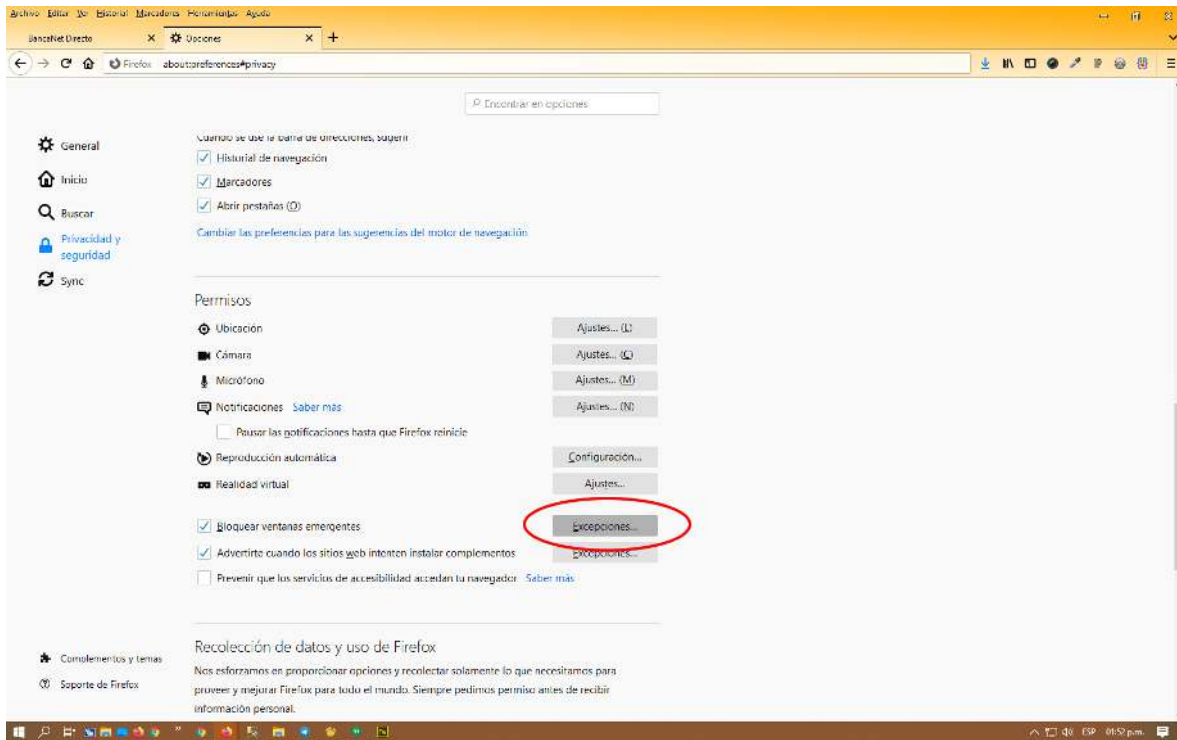 Archivo Editar Ver Historial Marcadores Herramientas Ayuda
BancaNet Directo
Opciones
Firefox about:preferences#privacy
Encontrar en opciones
General
Inicio
Buscar
Privacidad y
seguridad
Sync
Cuando se use la barra de direcciones, sugerir
Historial de navegación
Marcadores
Abrir pestañas (O)
Cambiar las preferencias para las sugerencias del motor de navegación
Permisos
Ubicación Ajustes... (L)
Cámara Ajustes... (C)
Micrófono Ajustes... (M)
Notificaciones Saber más Ajustes... (N)
Pausar las notificaciones hasta que Firefox reinicie
Reproducción automática Configuración...
Realidad virtual Ajustes...
Bloquear ventanas emergentes Excepciones...
Advertirte cuando los sitios web intenten instalar complementos Excepciones...
Prevenir que los servicios de accesibilidad accedan tu navegador Saber más
Recolección de datos y uso de Firefox
Nos esforzamos en proporcionar opciones y recolectar solamente lo que necesitamos para
proveer y mejorar Firefox para todo el mundo. Siempre pedimos permiso antes de recibir
información personal.
Complementos y temas
Soporte de Firefox
ESP 01:52 p.m.